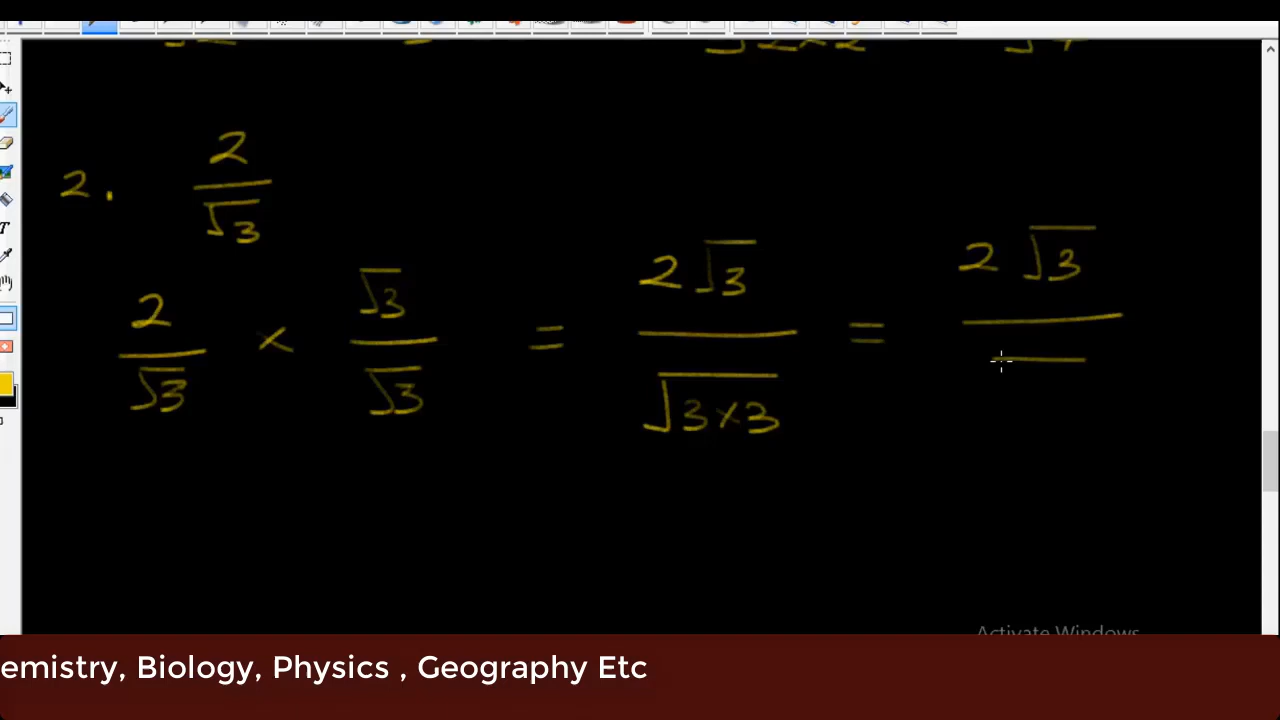 2. 2/√3
2/√3 × √3/√3 = 2√3/√(3×3) = 2√3/
Activate Windows
emistry, Biology, Physics , Geography Etc